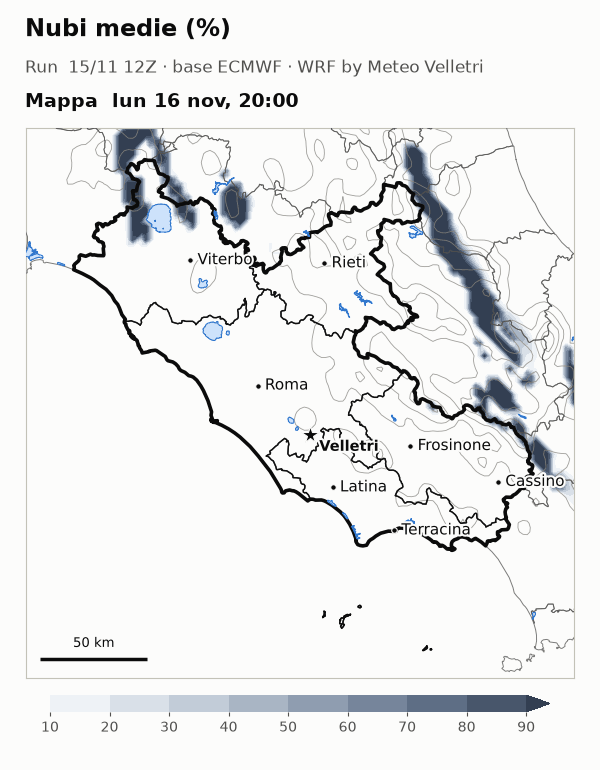 Nubi medie (%)
Run  15/11 12Z · base ECMWF · WRF by Meteo Velletri
Mappa  lun 16 nov, 20:00
Viterbo
Rieti
Roma
Velletri
Frosinone
Latina
Cassino
Terracina
50 km
10 20 30 40 50 60 70 80 90